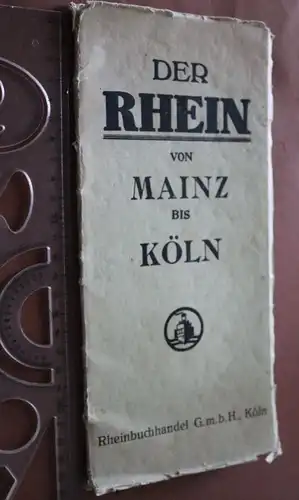 DER
RHEIN
VON
MAINZ
BIS
KÖLN
Rheinbuchhandel G.m.b.H., Köln